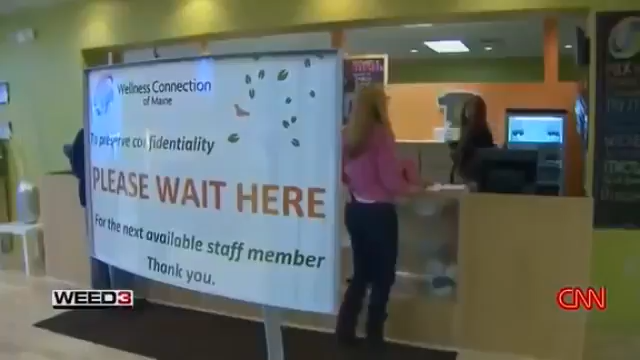 Wellness Connection
of Maine
To preserve confidentiality
PLEASE WAIT HERE
For the next available staff member
Thank you.
WEED3
CNN